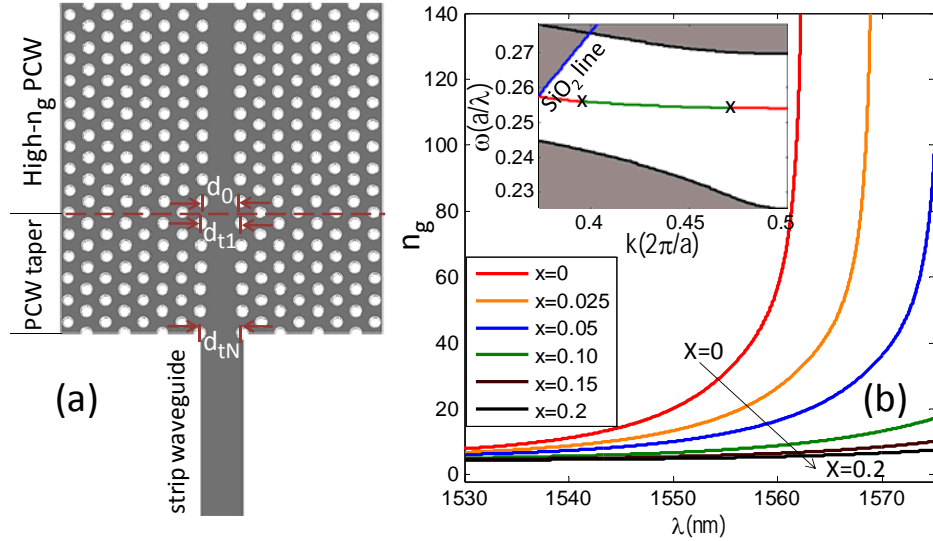 (a)
High-ng PCW
PCW taper
d0
dt1
dtN
strip waveguide
(b)
ng
140
120
100
80
60
40
20
0
1530
1540
1550
1560
1570
λ(nm)
x=0
x=0.025
x=0.05
x=0.10
x=0.15
x=0.2
X=0
X=0.2
ω(a/λ)
0.27
0.26
0.25
0.24
0.23
0.4
0.45
0.5
k(2π/a)
SiO2 line
x
x